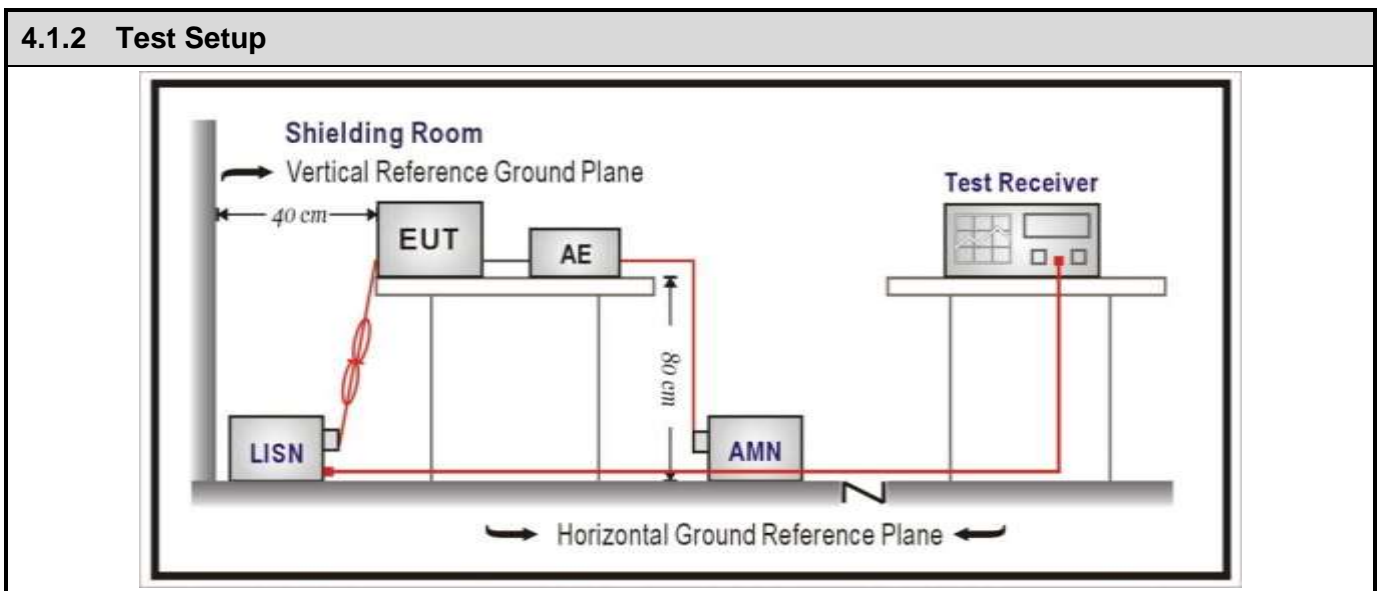 4.1.2 Test Setup
Shielding Room
Vertical Reference Ground Plane
40 cm
EUT
AE
Test Receiver
80 cm
LISN
AMN
Horizontal Ground Reference Plane